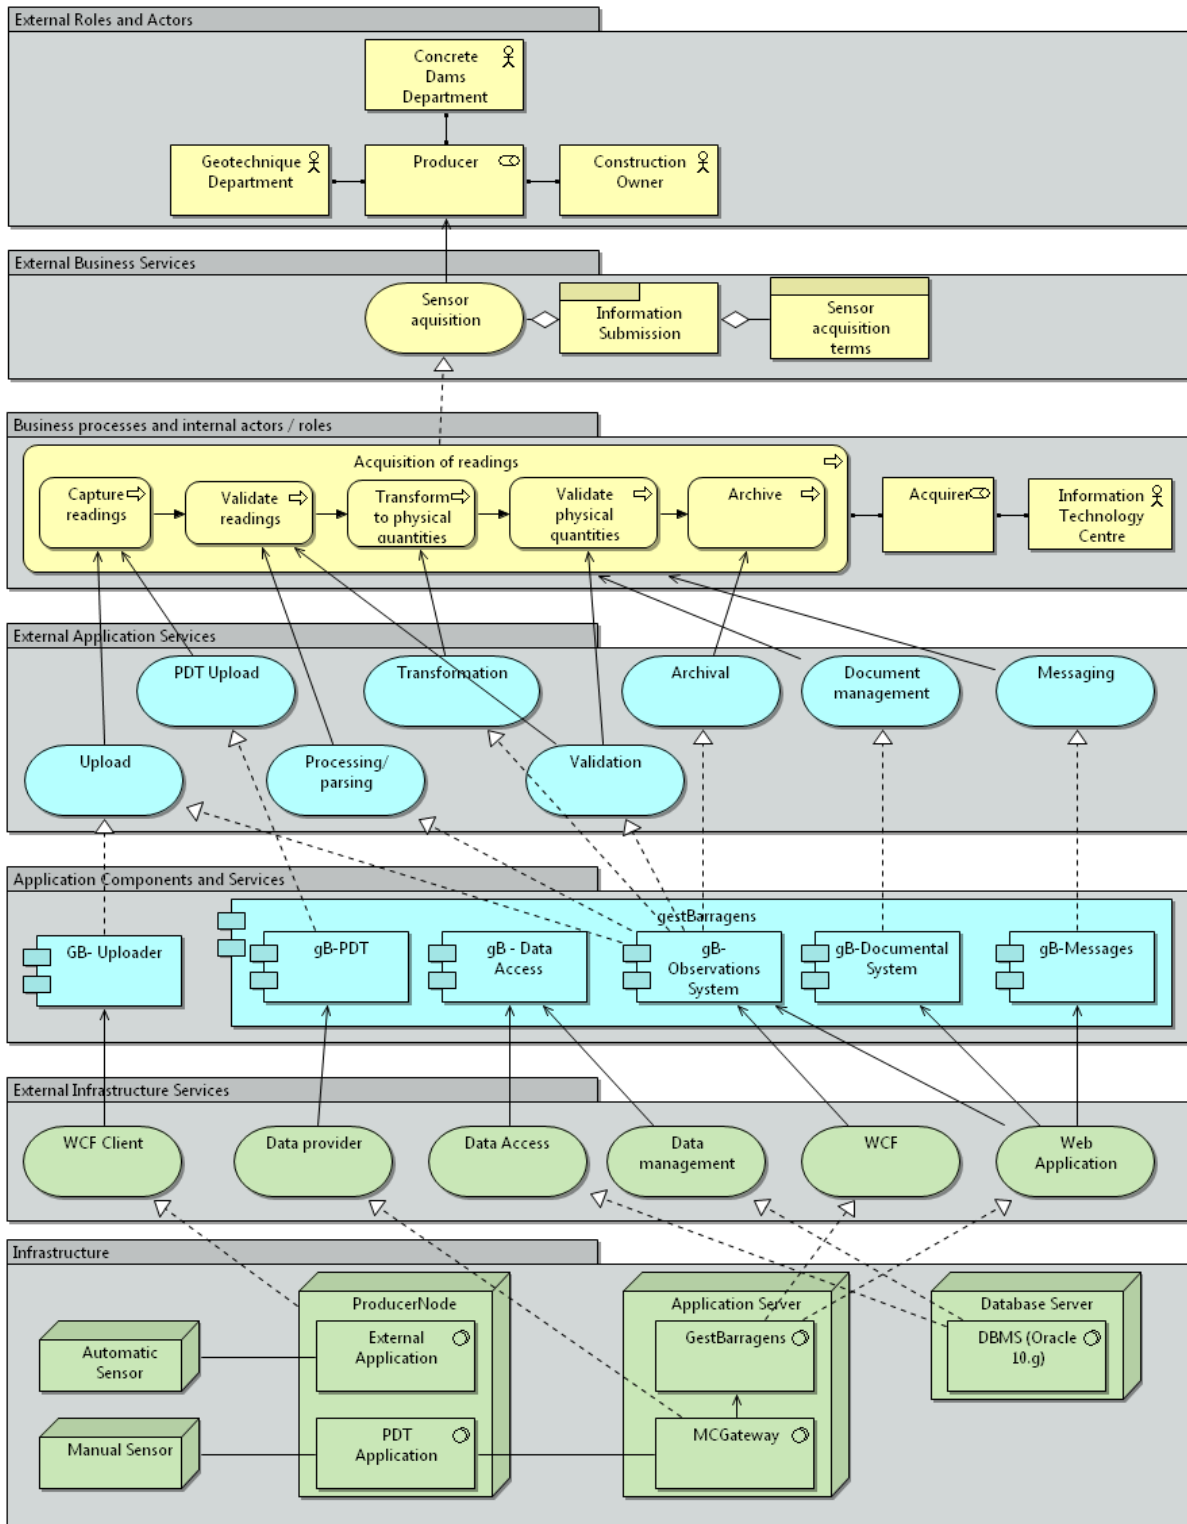 External Roles and Actors
Concrete
Dams
Department
Geotechnique
Department
Producer
Construction
Owner
External Business Services
Sensor
aquisition
Information
Submission
Sensor
acquisition
terms
Business processes and internal actors / roles
Acquisition of readings
Capture
readings
Validate
readings
Transform
to physical
quantities
Validate
physical
quantities
Archive
Acquirer
Information
Technology
Centre
External Application Services
PDT Upload
Transformation
Archival
Document
management
Messaging
Upload
Processing/
parsing
Validation
Application Components and Services
gestBarragens
GB- Uploader
gB-PDT
gB - Data
Access
gB-
Observations
System
gB-Documental
System
gB-Messages
External Infrastructure Services
WCF Client
Data provider
Data Access
Data
management
WCF
Web
Application
Infrastructure
ProducerNode
Application Server
Database Server
Automatic
Sensor
External
Application
GestBarragens
DBMS (Oracle
10.g)
Manual Sensor
PDT
Application
MCGateway